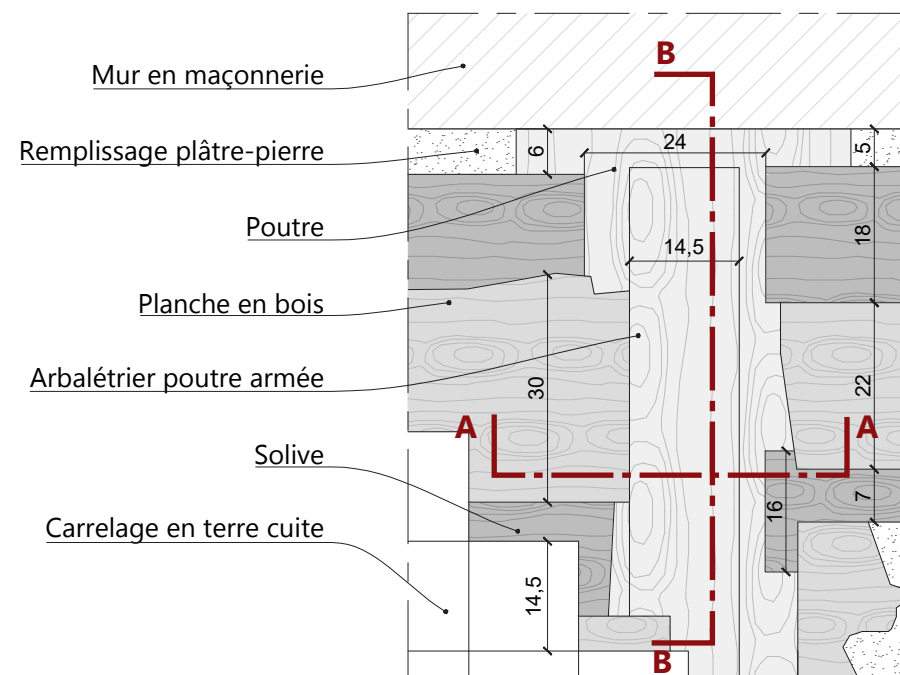 B
Mur en maçonnerie
Remplissage plâtre-pierre
6
24
5
Poutre
14,5
18
Planche en bois
Arbalétrier poutre armée
30
22
A
A
Solive
16
7
Carrelage en terre cuite
14,5
B